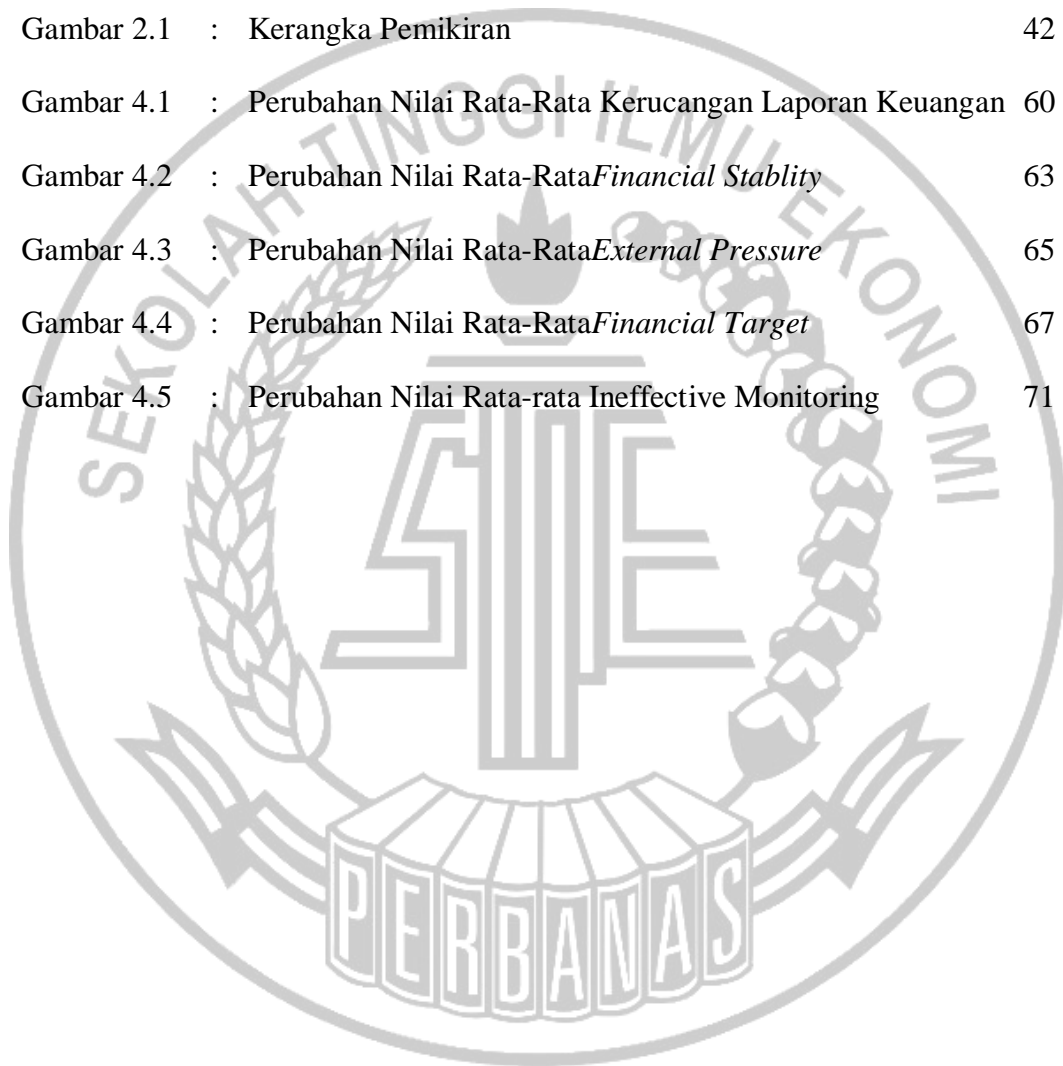 Gambar 2.1 : Kerangka Pemikiran 42
Gambar 4.1 : Perubahan Nilai Rata-Rata Kerucangan Laporan Keuangan 60
Gambar 4.2 : Perubahan Nilai Rata-RataFinancial Stablity 63
Gambar 4.3 : Perubahan Nilai Rata-RataExternal Pressure 65
Gambar 4.4 : Perubahan Nilai Rata-RataFinancial Target 67
Gambar 4.5 : Perubahan Nilai Rata-rata Ineffective Monitoring 71
SEKOLAH TINGGI ILMU EKONOMI
STIE
PERBANAS